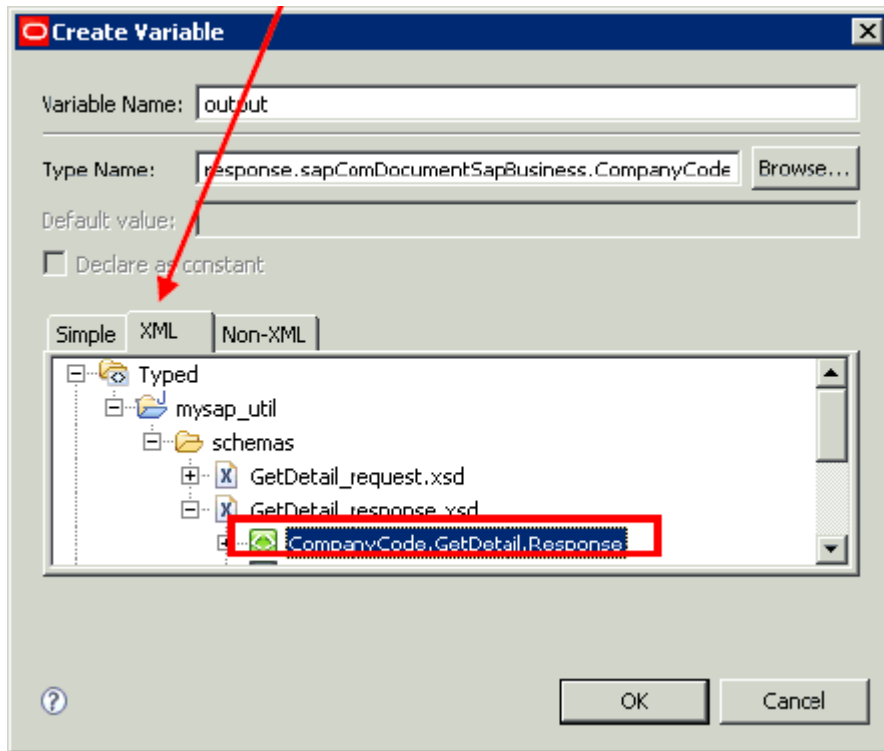 Create Variable
Variable Name: output
Type Name: response.sapComDocumentSapBusiness.CompanyCode Browse...
Default value:
Declare as constant
Simple XML Non-XML
Typed
mysap_util
schemas
GetDetail_request.xsd
GetDetail_response.xsd
CompanyCode.GetDetail.Response
OK Cancel